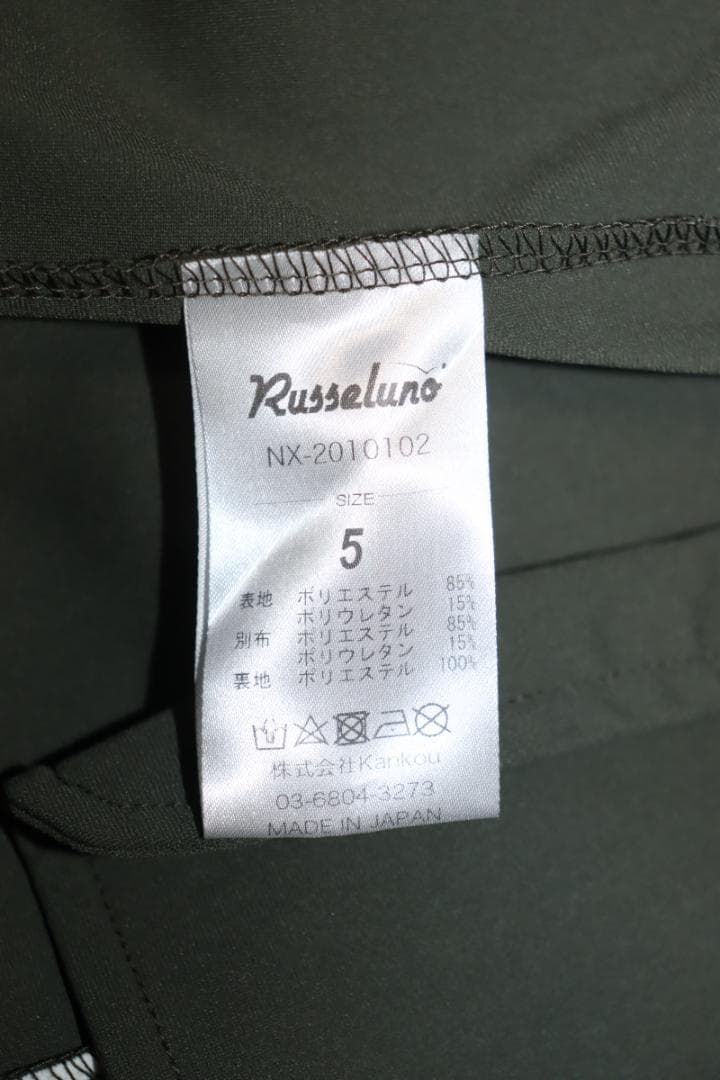 Russeluno
NX-2010102
SIZE
5
表地 ポリエステル 85%
ポリウレタン 15%
別布 ポリエステル 85%
ポリウレタン 15%
裏地 ポリエステル 100%
株式会社Kankou
03-6804-3273
MADE IN JAPAN